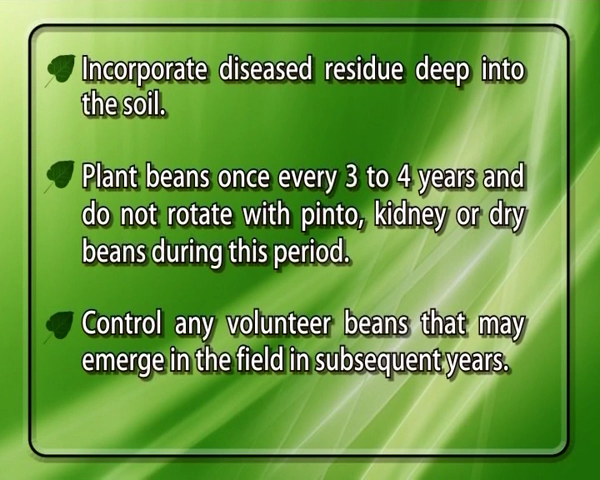 Incorporate diseased residue deep into
the soil.
Plant beans once every 3 to 4 years and
do not rotate with pinto, kidney or dry
beans during this period.
Control any volunteer beans that may
emerge in the field in subsequent years.